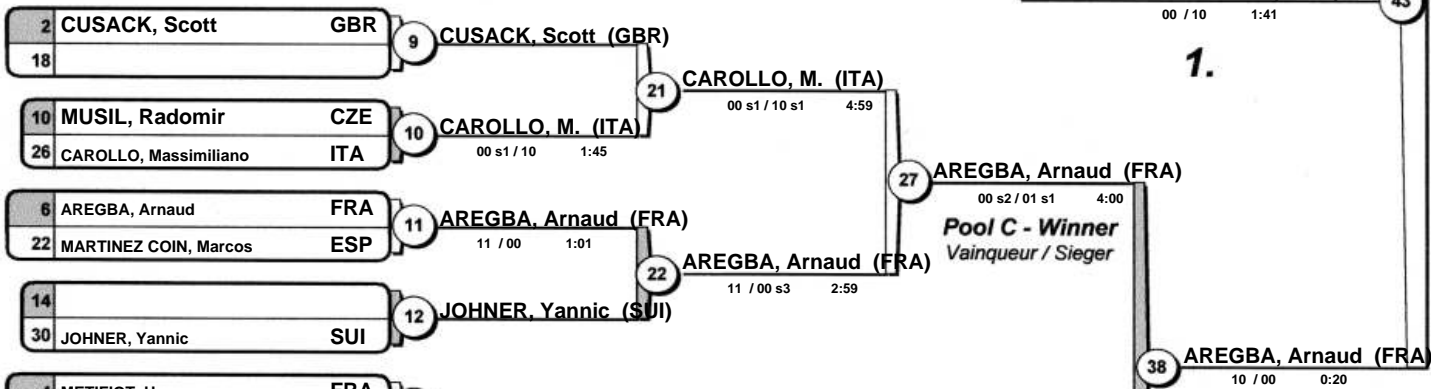 2 CUSACK, Scott GBR
18
9
CUSACK, Scott (GBR)
10 MUSIL, Radomir CZE
26 CAROLLO, Massimiliano ITA
10
CAROLLO, M. (ITA)
00 s1 / 10 1:45
21
CAROLLO, M. (ITA)
00 s1 / 10 s1 4:59
6 AREGBA, Arnaud FRA
22 MARTINEZ COIN, Marcos ESP
11
AREGBA, Arnaud (FRA)
11 / 00 1:01
14
30 JOHNER, Yannic SUI
12
JOHNER, Yannic (SUI)
22
AREGBA, Arnaud (FRA)
11 / 00 s3 2:59
27
AREGBA, Arnaud (FRA)
00 s2 / 01 s1 4:00
Pool C - Winner
Vainqueur / Sieger
00 / 10 1:41
43
1.
38
AREGBA, Arnaud (FRA)
10 / 00 0:20
FRA